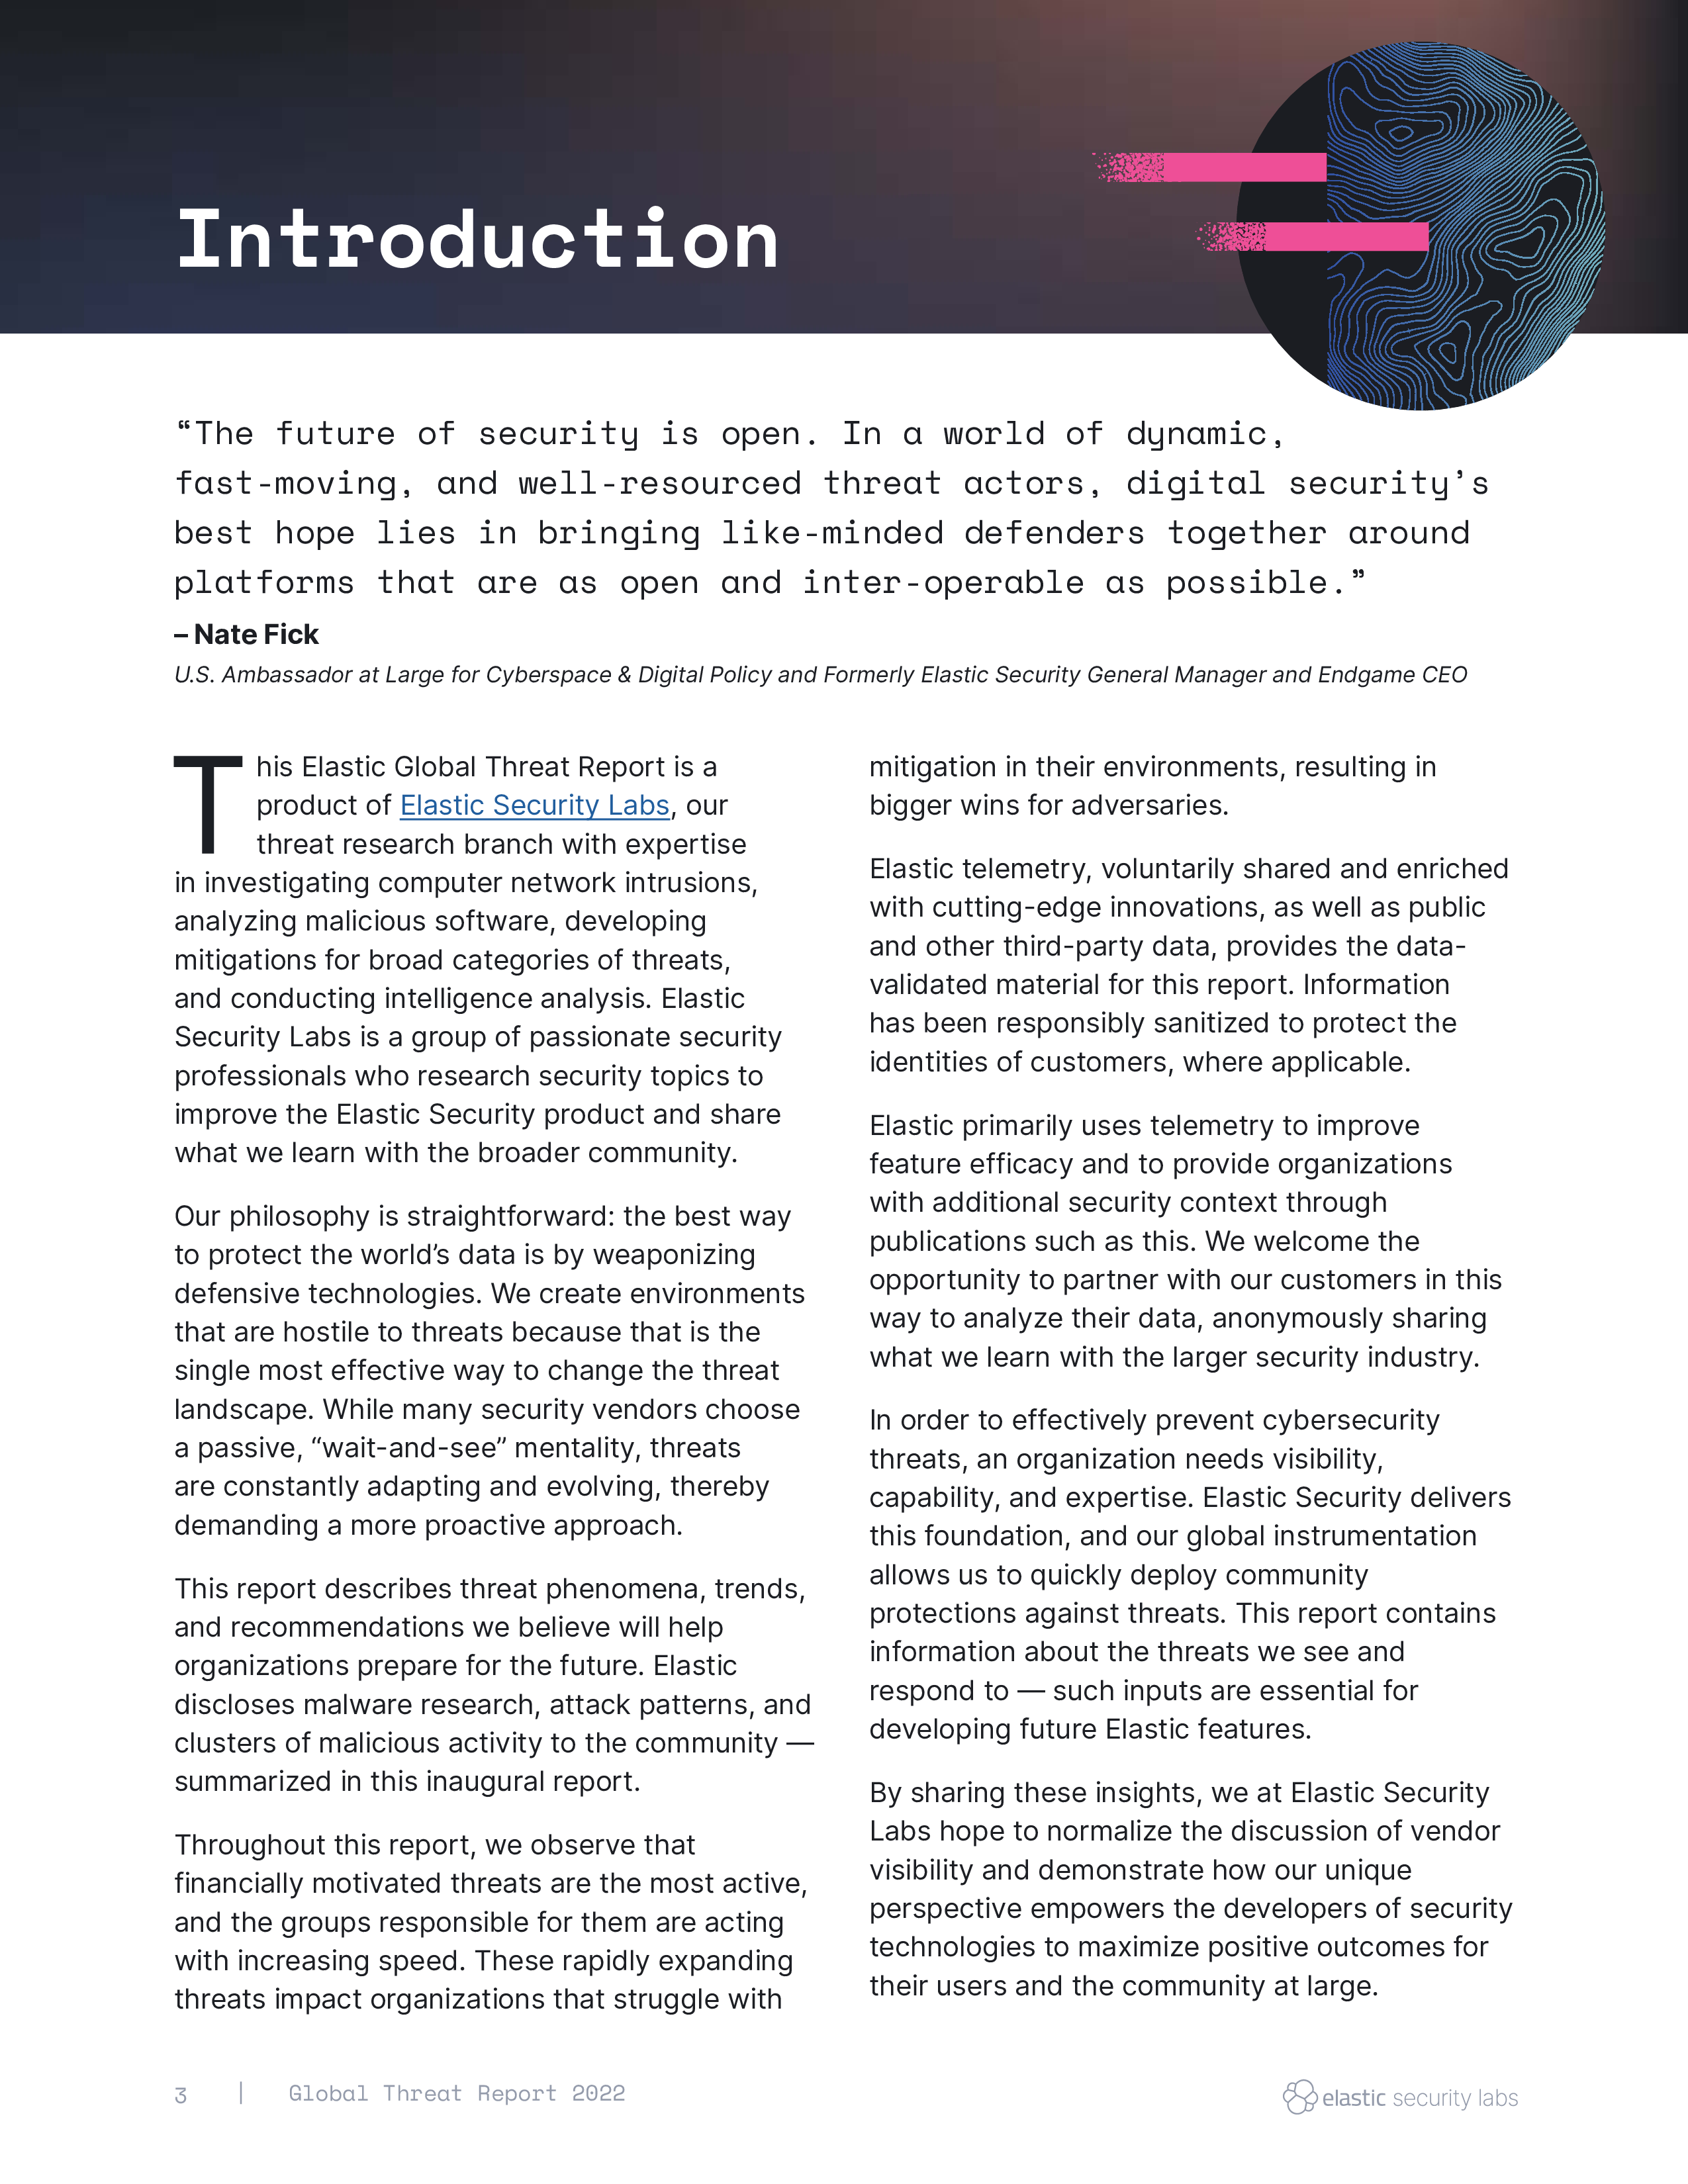 Introduction
“The future of security is open. In a world of dynamic,
fast-moving, and well-resourced threat actors, digital security’s
best hope lies in bringing like-minded defenders together around
platforms that are as open and inter-operable as possible.”
– Nate Fick
U.S. Ambassador at Large for Cyberspace & Digital Policy and Formerly Elastic Security General Manager and Endgame CEO
This Elastic Global Threat Report is a
product of Elastic Security Labs, our
threat research branch with expertise
in investigating computer network intrusions,
analyzing malicious software, developing
mitigations for broad categories of threats,
and conducting intelligence analysis. Elastic
Security Labs is a group of passionate security
professionals who research security topics to
improve the Elastic Security product and share
what we learn with the broader community.
Our philosophy is straightforward: the best way
to protect the world’s data is by weaponizing
defensive technologies. We create environments
that are hostile to threats because that is the
single most effective way to change the threat
landscape. While many security vendors choose
a passive, “wait-and-see” mentality, threats
are constantly adapting and evolving, thereby
demanding a more proactive approach.
This report describes threat phenomena, trends,
and recommendations we believe will help
organizations prepare for the future. Elastic
discloses malware research, attack patterns, and
clusters of malicious activity to the community —
summarized in this inaugural report.
Throughout this report, we observe that
financially motivated threats are the most active,
and the groups responsible for them are acting
with increasing speed. These rapidly expanding
threats impact organizations that struggle with
mitigation in their environments, resulting in
bigger wins for adversaries.
Elastic telemetry, voluntarily shared and enriched
with cutting-edge innovations, as well as public
and other third-party data, provides the data-
validated material for this report. Information
has been responsibly sanitized to protect the
identities of customers, where applicable.
Elastic primarily uses telemetry to improve
feature efficacy and to provide organizations
with additional security context through
publications such as this. We welcome the
opportunity to partner with our customers in this
way to analyze their data, anonymously sharing
what we learn with the larger security industry.
In order to effectively prevent cybersecurity
threats, an organization needs visibility,
capability, and expertise. Elastic Security delivers
this foundation, and our global instrumentation
allows us to quickly deploy community
protections against threats. This report contains
information about the threats we see and
respond to — such inputs are essential for
developing future Elastic features.
By sharing these insights, we at Elastic Security
Labs hope to normalize the discussion of vendor
visibility and demonstrate how our unique
perspective empowers the developers of security
technologies to maximize positive outcomes for
their users and the community at large.
3 | Global Threat Report 2022
elastic security labs